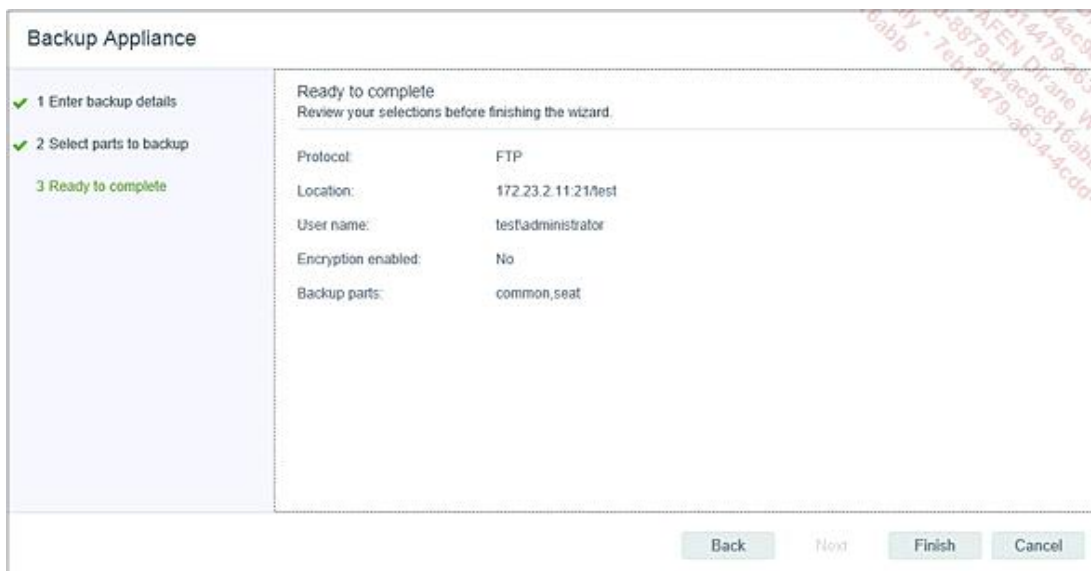 Backup Appliance
1 Enter backup details
2 Select parts to backup
3 Ready to complete
Ready to complete
Review your selections before finishing the wizard.
Protocol: FTP
Location: 172.23.2.11:21/test
User name: test\administrator
Encryption enabled: No
Backup parts: common,seat
Back Next Finish Cancel